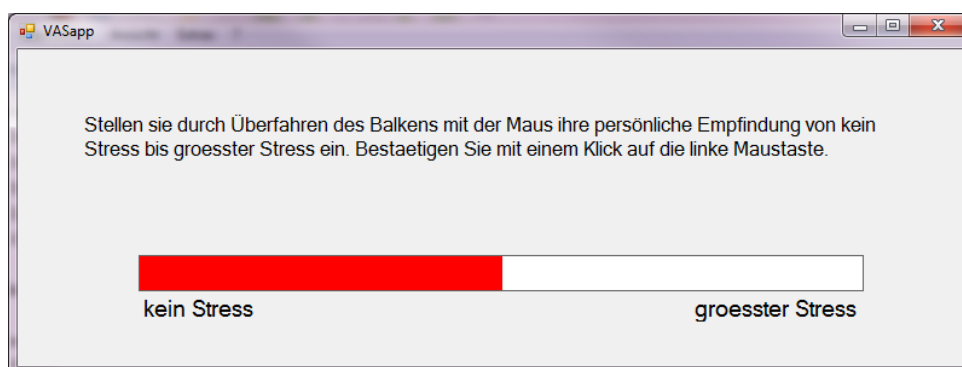 VASapp
Stellen sie durch Überfahren des Balkens mit der Maus ihre persönliche Empfindung von kein
Stress bis groesster Stress ein. Bestaetigen Sie mit einem Klick auf die linke Maustaste.
kein Stress
groesster Stress